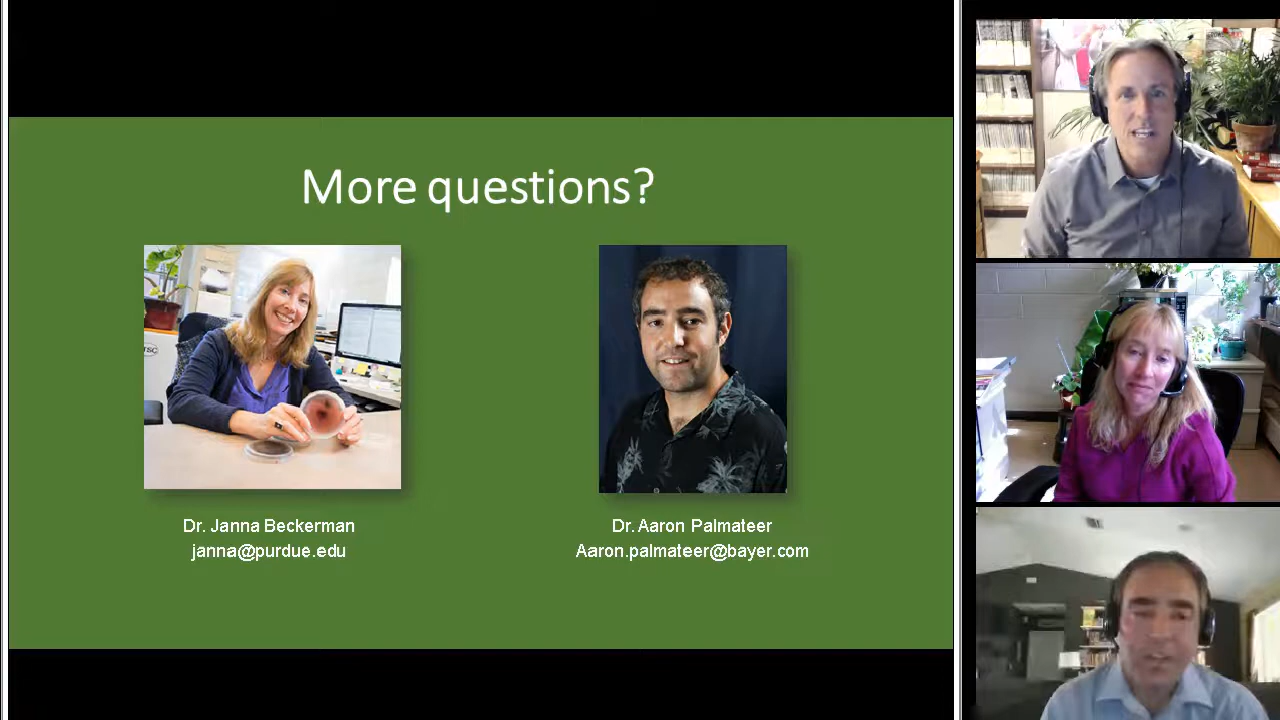 More questions?
Dr. Janna Beckerman
janna@purdue.edu
Dr. Aaron Palmateer
Aaron.palmateer@bayer.com